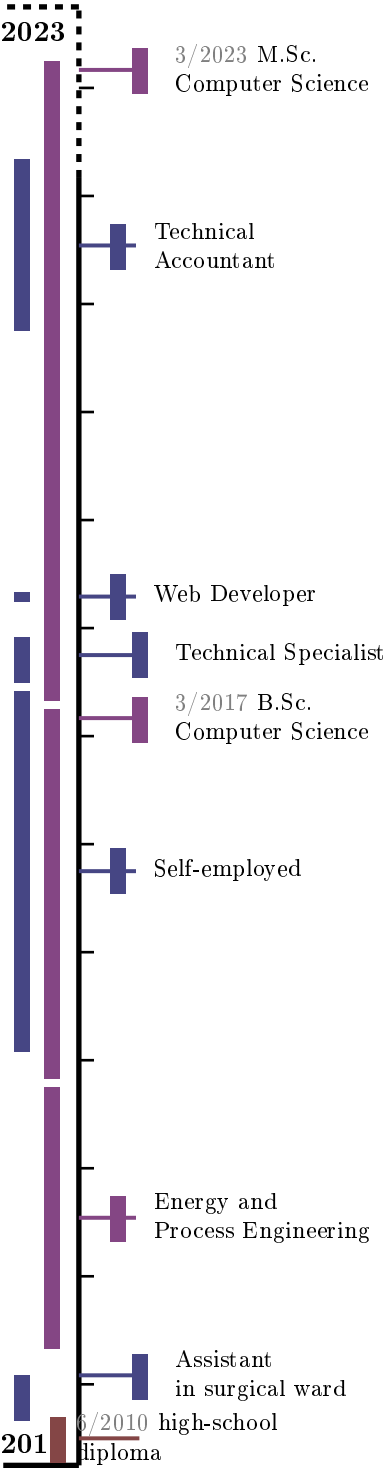 2023
3/2023 M.Sc.
Computer Science
Technical
Accountant
Web Developer
Technical Specialist
3/2017 B.Sc.
Computer Science
Self-employed
Energy and
Process Engineering
Assistant
in surgical ward
6/2010 high-school
diploma
201